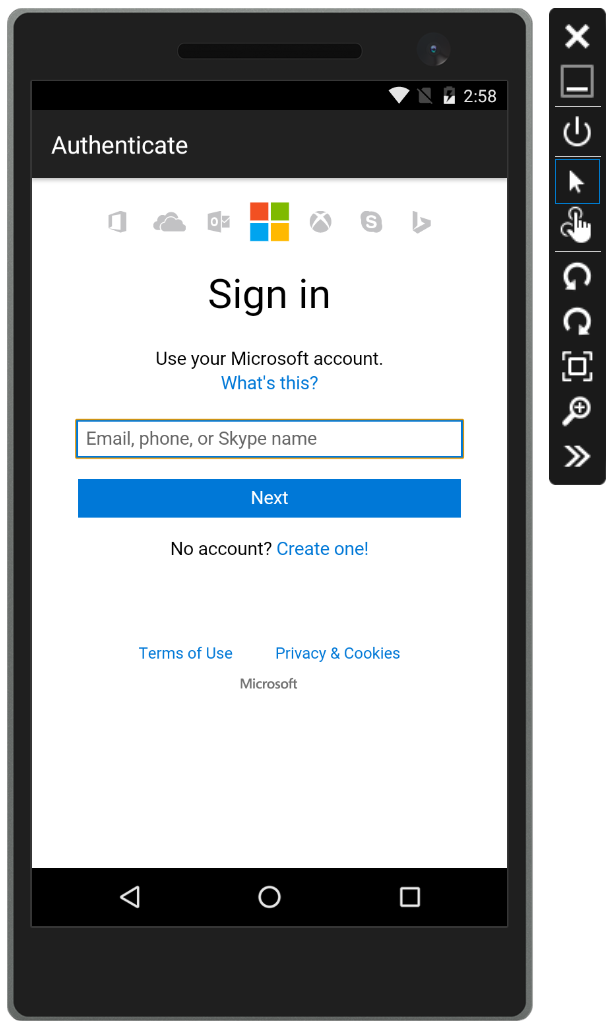 2:58
Authenticate
Sign in
Use your Microsoft account.
What's this?
Email, phone, or Skype name
Next
No account? Create one!
Terms of Use Privacy & Cookies
Microsoft